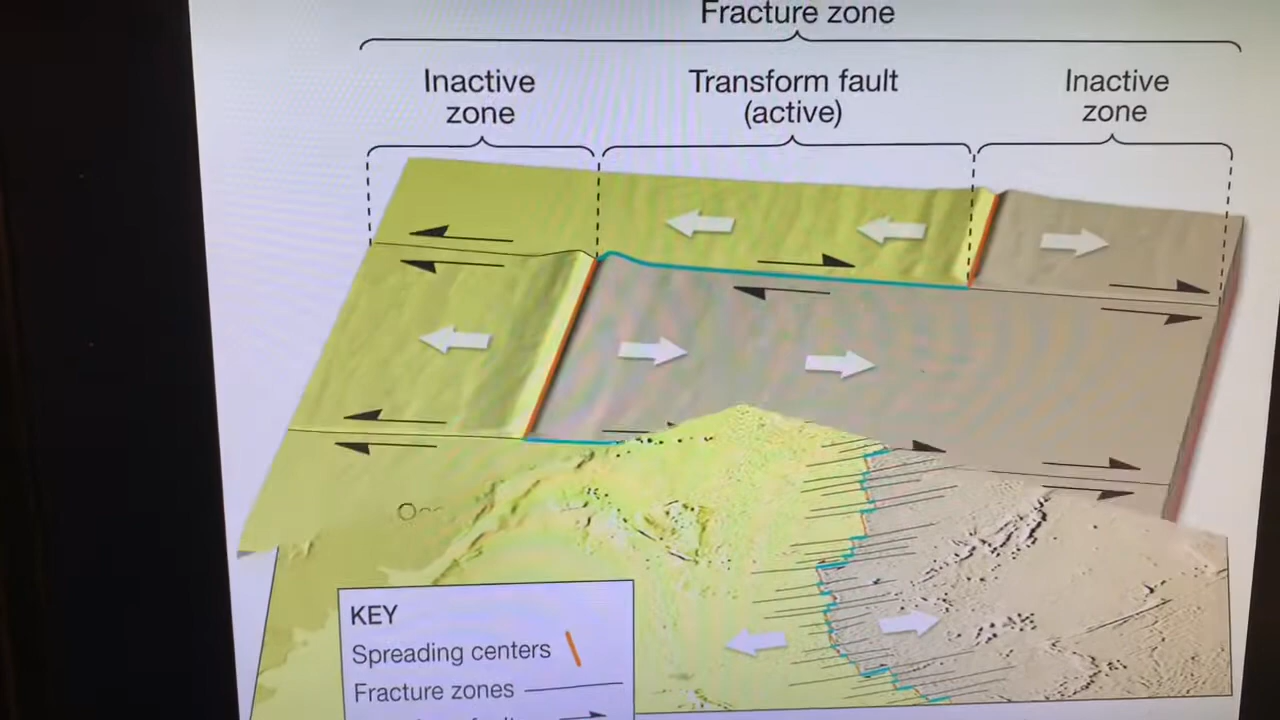 Fracture zone
Inactive
zone
Transform fault
(active)
Inactive
zone
KEY
Spreading centers
Fracture zones